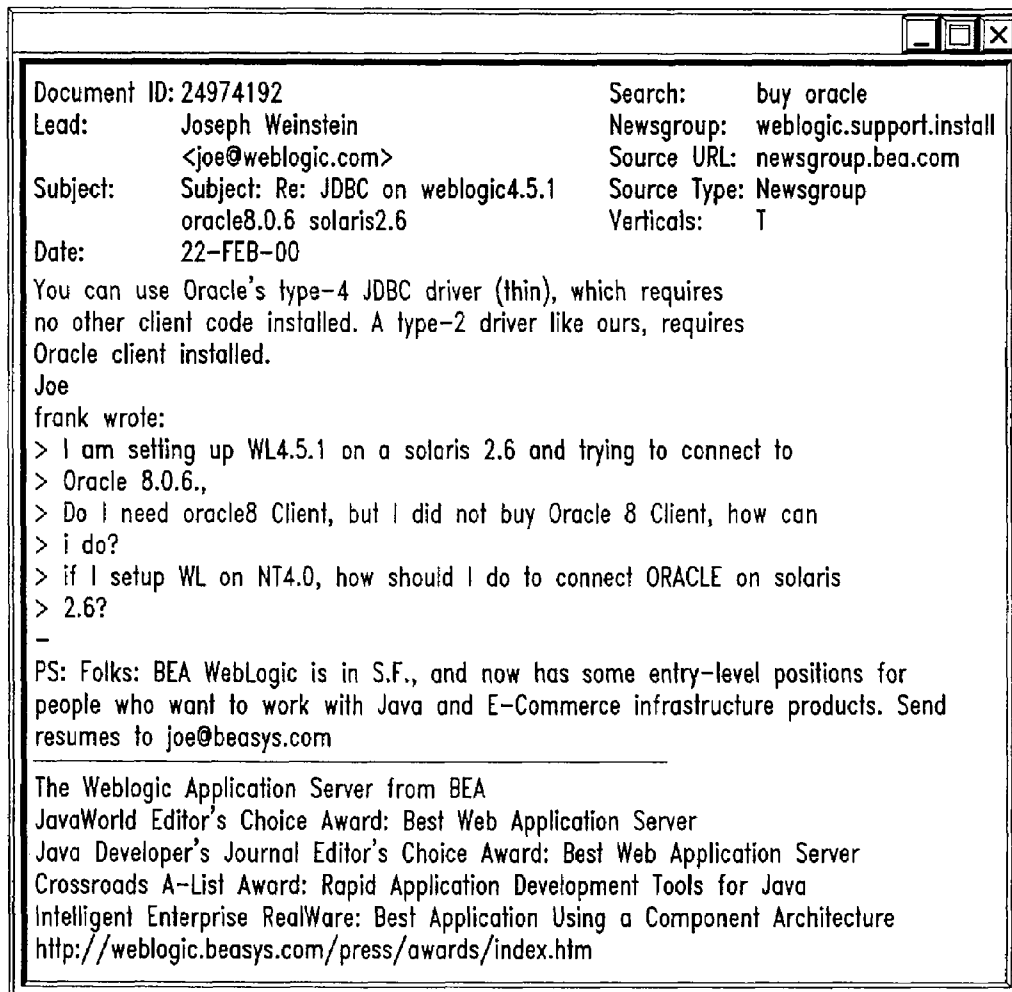 Document ID: 24974192 Search: buy oracle
Lead: Joseph Weinstein Newsgroup: weblogic.support.install
<joe@weblogic.com> Source URL: newsgroup.bea.com
Subject: Subject: Re: JDBC on weblogic4.5.1 Source Type: Newsgroup
oracle8.0.6 solaris2.6 Verticals: T
Date: 22-FEB-00
You can use Oracle's type-4 JDBC driver (thin), which requires
no other client code installed. A type-2 driver like ours, requires
Oracle client installed.
Joe
frank wrote:
> I am setting up WL4.5.1 on a solaris 2.6 and trying to connect to
> Oracle 8.0.6.,
> Do I need oracle8 Client, but I did not buy Oracle 8 Client, how can
> i do?
> if I setup WL on NT4.0, how should I do to connect ORACLE on solaris
> 2.6?
–
PS: Folks: BEA WebLogic is in S.F., and now has some entry-level positions for
people who want to work with Java and E-Commerce infrastructure products. Send
resumes to joe@beasys.com
The Weblogic Application Server from BEA
JavaWorld Editor's Choice Award: Best Web Application Server
Java Developer's Journal Editor's Choice Award: Best Web Application Server
Crossroads A-List Award: Rapid Application Development Tools for Java
Intelligent Enterprise RealWare: Best Application Using a Component Architecture
http://weblogic.beasys.com/press/awards/index.htm